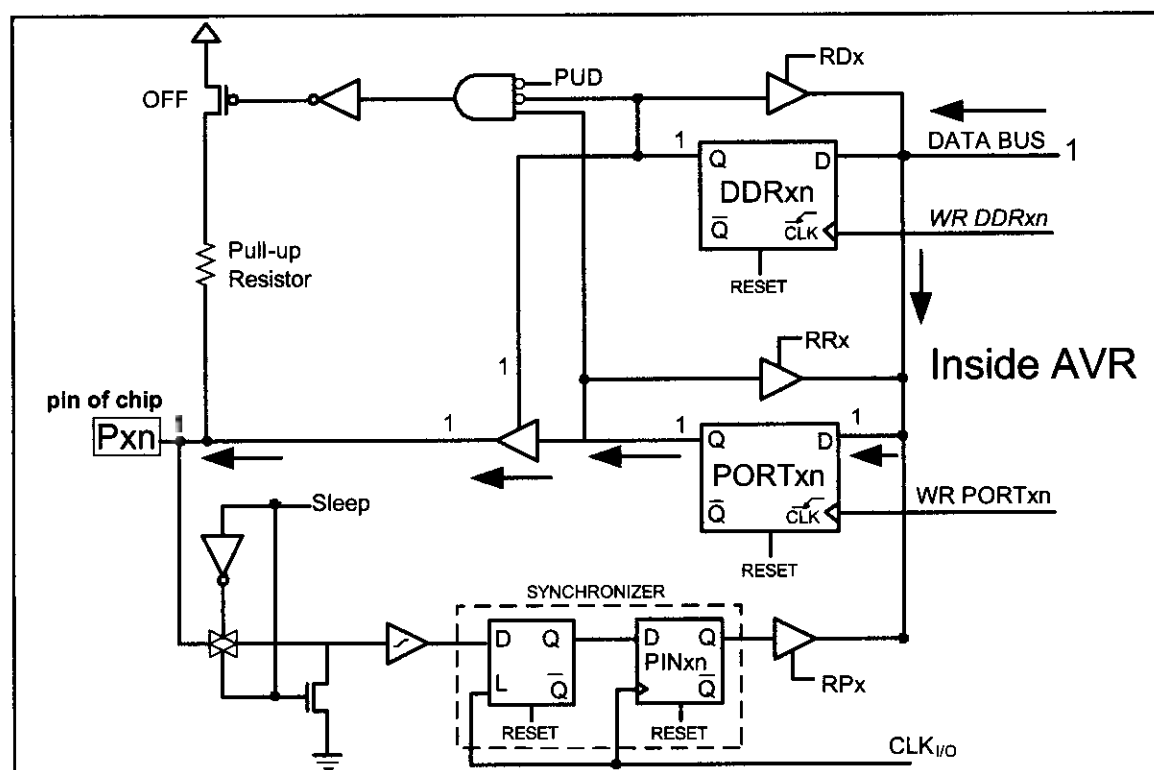 RDx
PUD
OFF
DATA BUS 1
1 Q D
DDRxn
WR DDRxn
Q CLK
Pull-up
Resistor
RESET
RRx
Inside AVR
1
pin of chip
1
Pxn
1
1 Q D 1
PORTxn
Sleep
WR PORTxn
Q CLK
RESET
SYNCHRONIZER
D Q D Q
PINxn
L Q Q
RPx
RESET RESET
CLKI/O